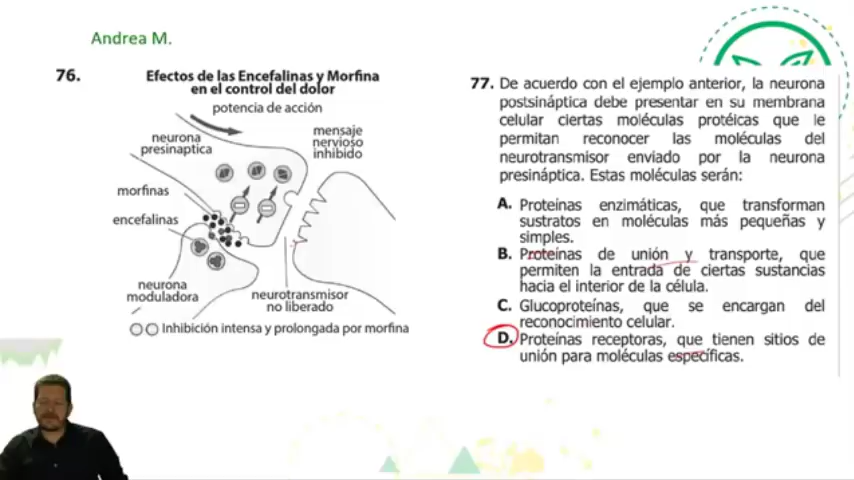 Andrea M.
76.
Efectos de las Encefalinas y Morfina
en el control del dolor
potencia de acción
neurona
presinaptica
mensaje
nervioso
inhibido
morfinas
encefalinas
neurona
moduladora
neurotransmisor
no liberado
Inhibición intensa y prolongada por morfina
77. De acuerdo con el ejemplo anterior, la neurona
postsináptica debe presentar en su membrana
celular ciertas moléculas protéicas que le
permitan reconocer las moléculas del
neurotransmisor enviado por la neurona
presináptica. Estas moléculas serán:
A. Proteínas enzimáticas, que transforman
sustratos en moléculas más pequeñas y
simples.
B. Proteínas de unión y transporte, que
permiten la entrada de ciertas sustancias
hacia el interior de la célula.
C. Glucoproteínas, que se encargan del
reconocimiento celular.
D. Proteínas receptoras, que tienen sitios de
unión para moléculas específicas.